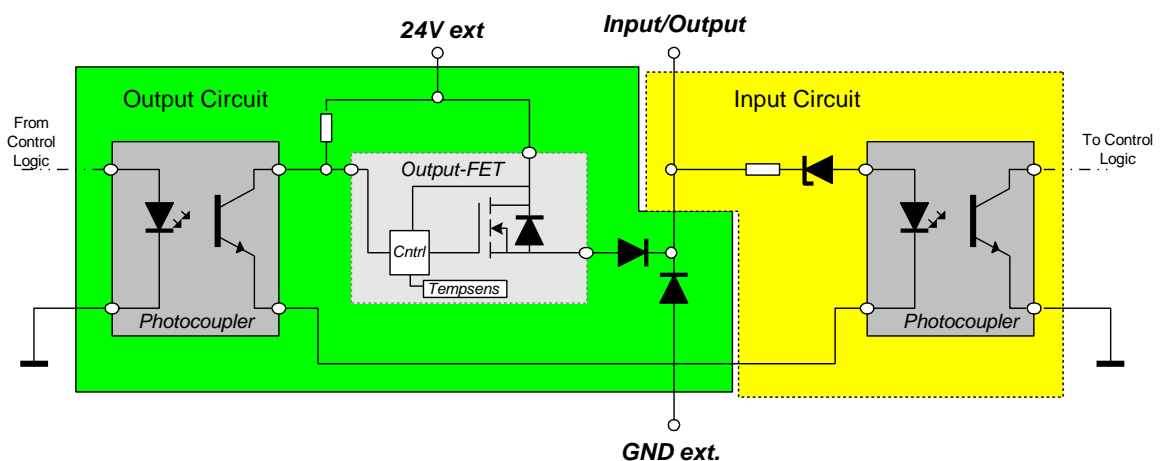 24V ext
Input/Output
Output Circuit
Input Circuit
From
Control
Logic
To Control
Logic
Output-FET
Cntrl
Tempsens
Photocoupler
Photocoupler
GND ext.